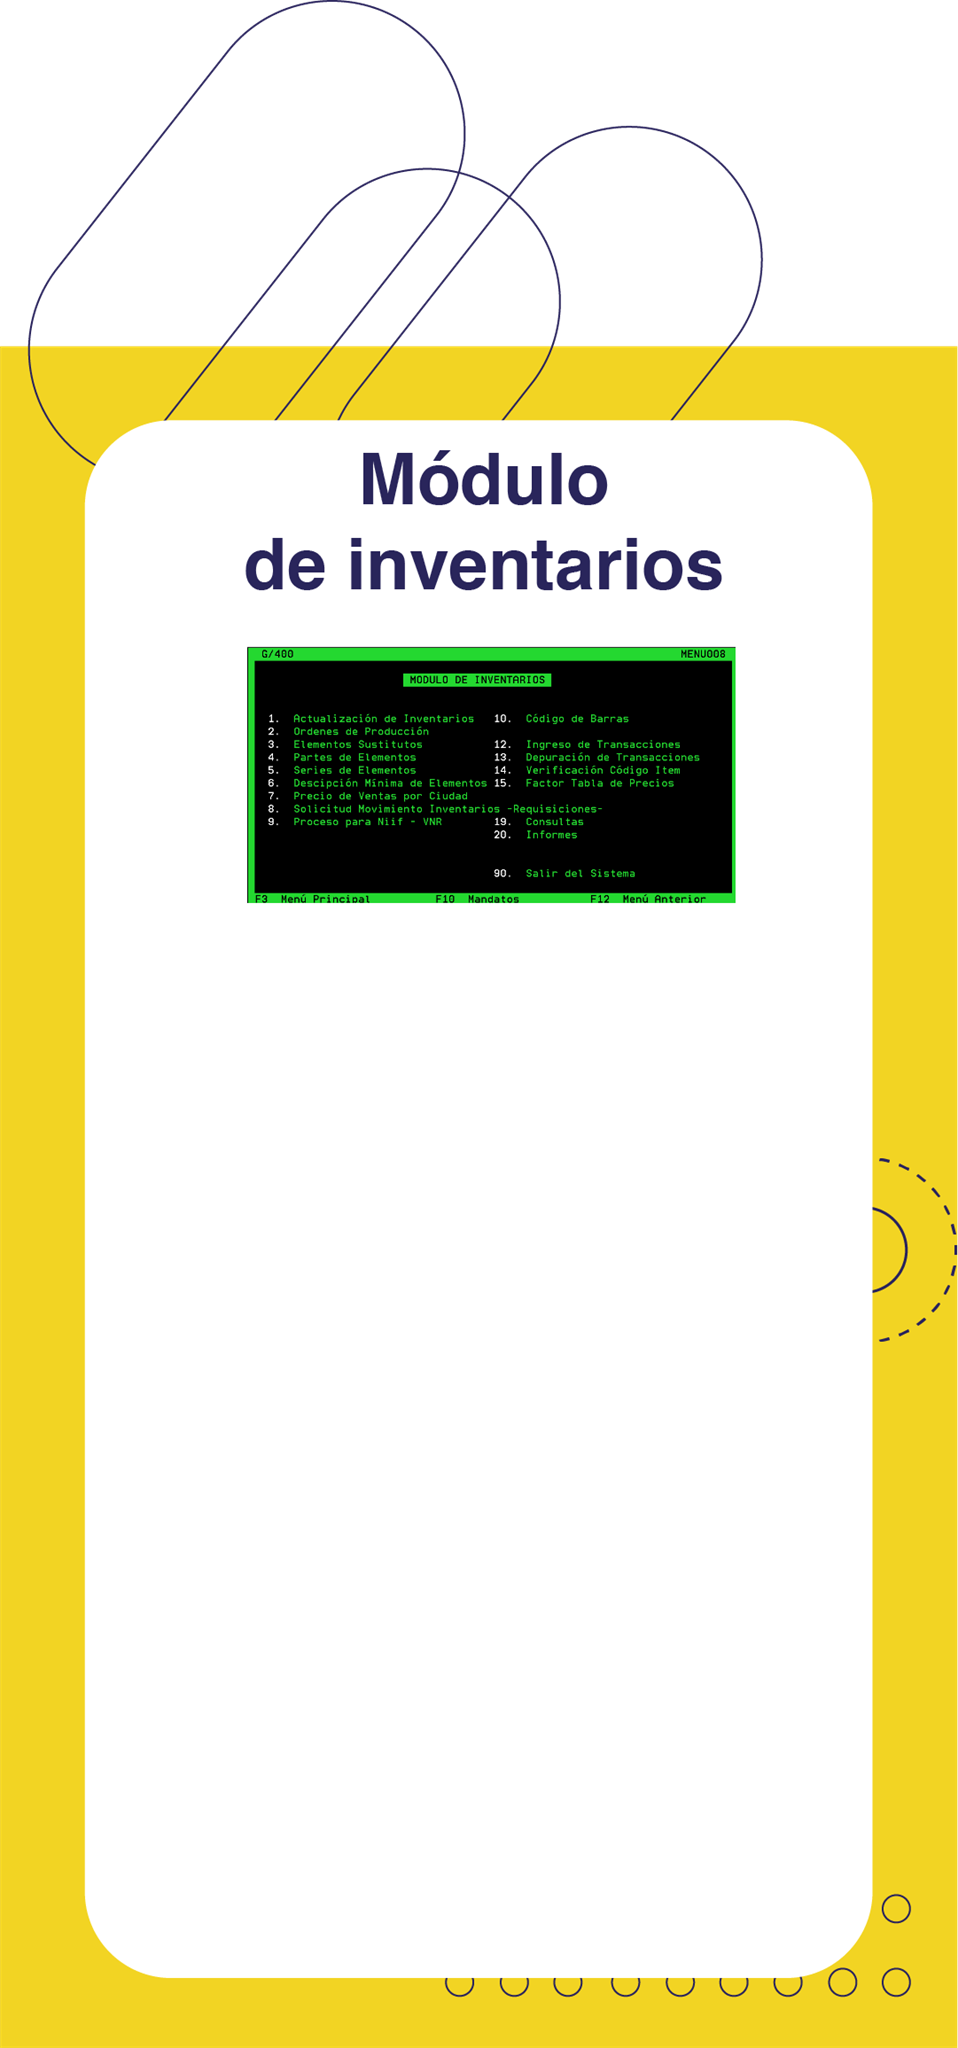 Módulo
de inventarios
G/400 MENU008
MODULO DE INVENTARIOS
1. Actualización de Inventarios 10. Código de Barras
2. Ordenes de Producción
3. Elementos Sustitutos 12. Ingreso de Transacciones
4. Partes de Elementos 13. Depuración de Transacciones
5. Series de Elementos 14. Verificación Código Item
6. Descipción Mínima de Elementos 15. Factor Tabla de Precios
7. Precio de Ventas por Ciudad
8. Solicitud Movimiento Inventarios -Requisiciones-
9. Proceso para Niif - VNR 19. Consultas
20. Informes
90. Salir del Sistema
F3 Menú Principal F10 Mandatos F12 Menú Anterior